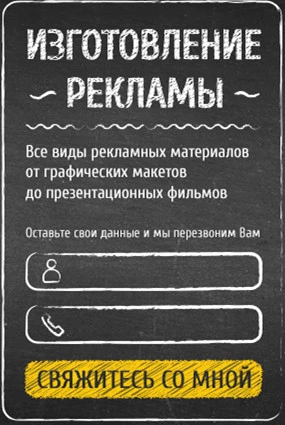 ИЗГОТОВЛЕНИЕ
~ РЕКЛАМЫ ~
Все виды рекламных материалов
от графических макетов
до презентационных фильмов
Оставьте свои данные и мы перезвоним Вам
СВЯЖИТЕСЬ СО МНОЙ